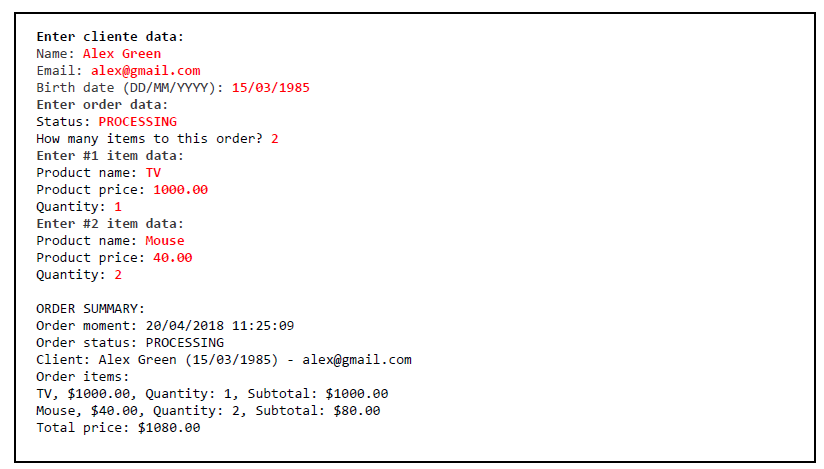 Enter cliente data:
Name: Alex Green
Email: alex@gmail.com
Birth date (DD/MM/YYYY): 15/03/1985
Enter order data:
Status: PROCESSING
How many items to this order? 2
Enter #1 item data:
Product name: TV
Product price: 1000.00
Quantity: 1
Enter #2 item data:
Product name: Mouse
Product price: 40.00
Quantity: 2
ORDER SUMMARY:
Order moment: 20/04/2018 11:25:09
Order status: PROCESSING
Client: Alex Green (15/03/1985) - alex@gmail.com
Order items:
TV, $1000.00, Quantity: 1, Subtotal: $1000.00
Mouse, $40.00, Quantity: 2, Subtotal: $80.00
Total price: $1080.00